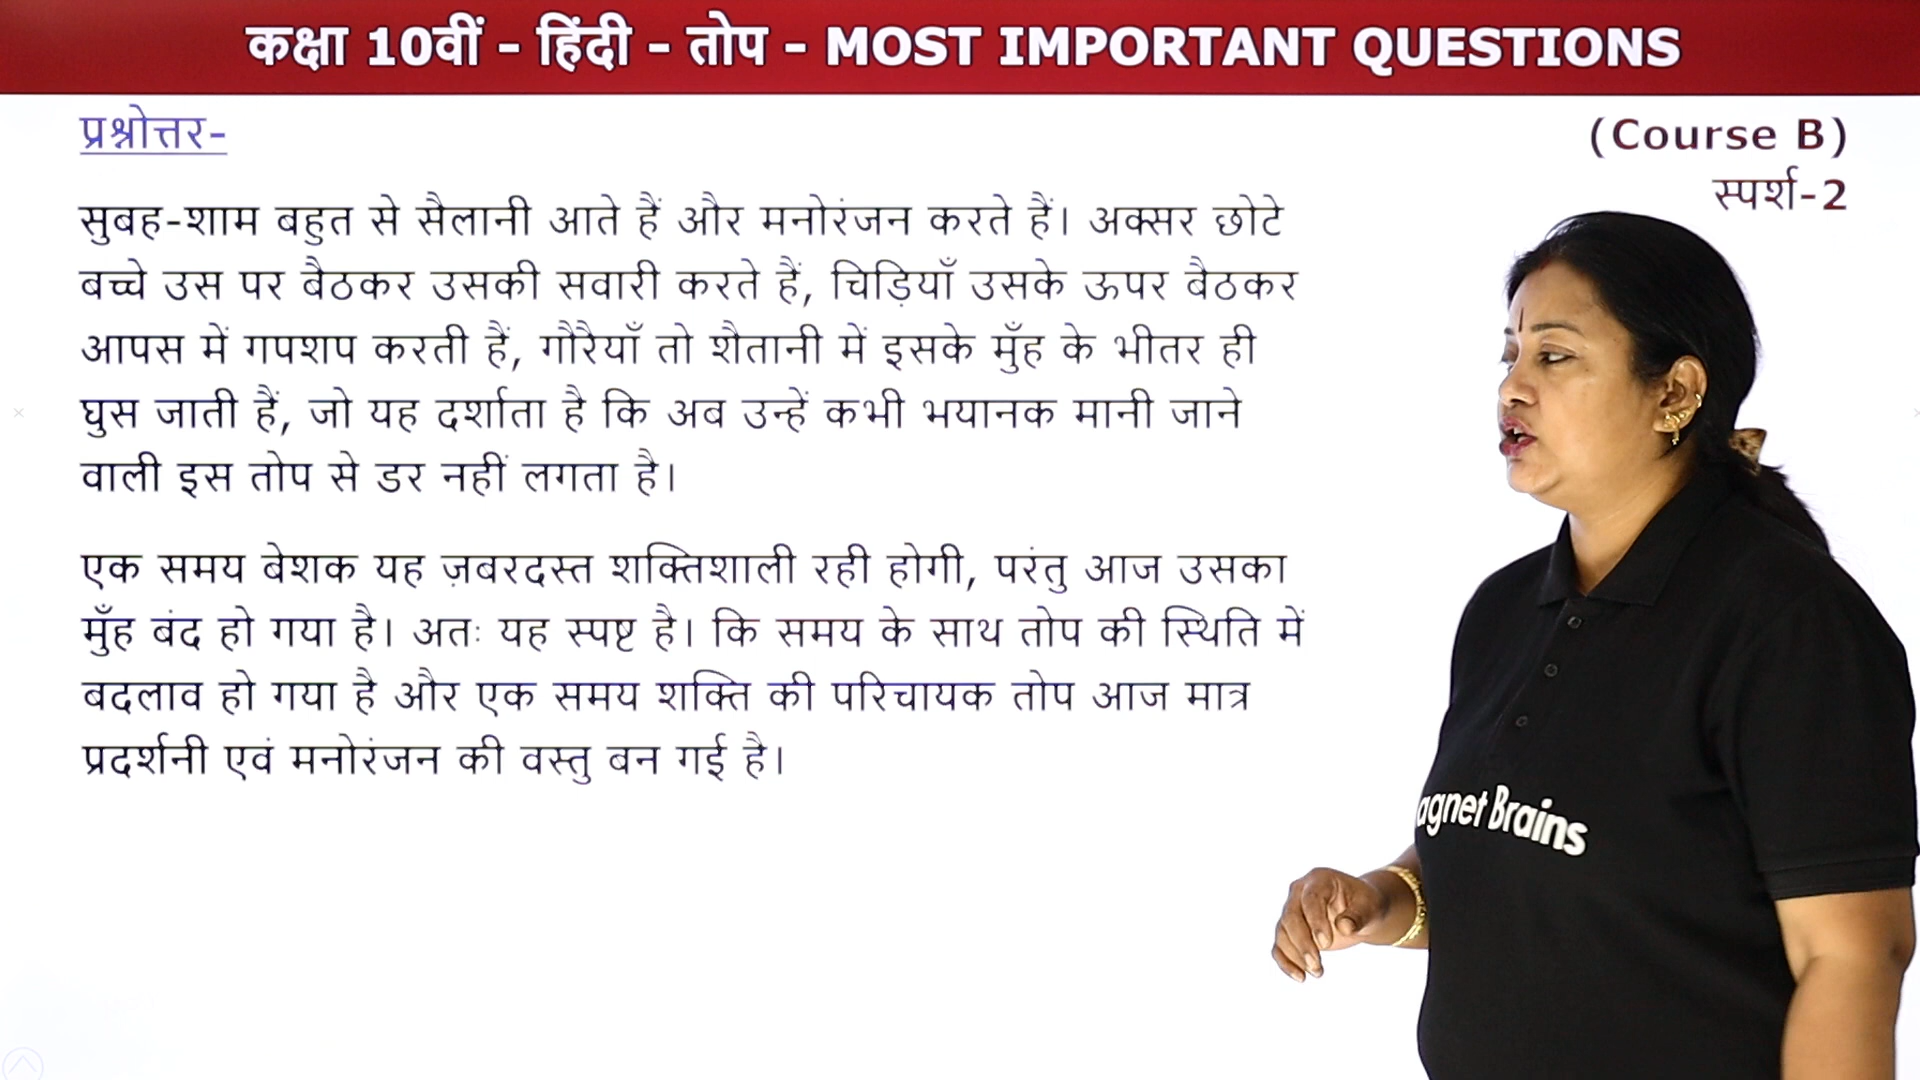 कक्षा 10वीं - हिंदी - तोप - MOST IMPORTANT QUESTIONS
प्रश्नोत्तर-
(Course B)
स्पर्श-2
सुबह-शाम बहुत से सैलानी आते हैं और मनोरंजन करते हैं। अक्सर छोटे
बच्चे उस पर बैठकर उसकी सवारी करते हैं, चिड़ियाँ उसके ऊपर बैठकर
आपस में गपशप करती हैं, गौरैयाँ तो शैतानी में इसके मुँह के भीतर ही
घुस जाती हैं, जो यह दर्शाता है कि अब उन्हें कभी भयानक मानी जाने
वाली इस तोप से डर नहीं लगता है।
एक समय बेशक यह ज़बरदस्त शक्तिशाली रही होगी, परंतु आज उसका
मुँह बंद हो गया है। अतः यह स्पष्ट है। कि समय के साथ तोप की स्थिति में
बदलाव हो गया है और एक समय शक्ति की परिचायक तोप आज मात्र
प्रदर्शनी एवं मनोरंजन की वस्तु बन गई है।
agnet Brains